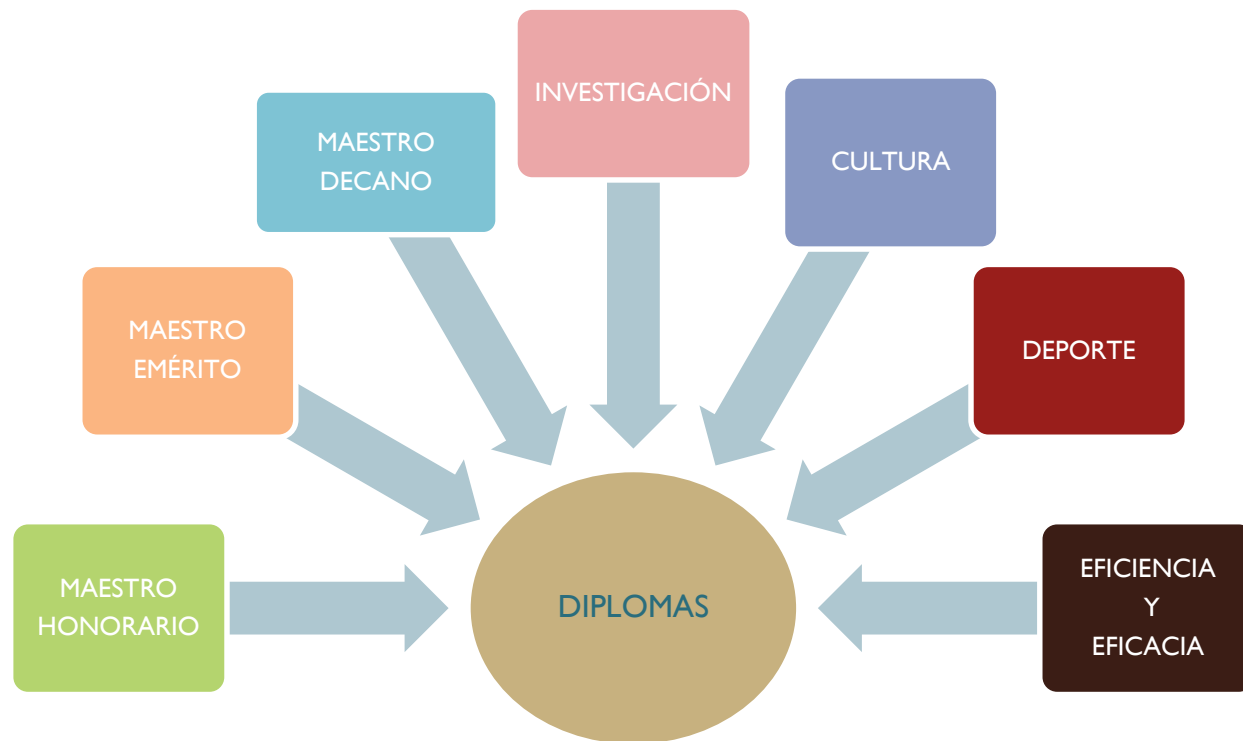 INVESTIGACIÓN
MAESTRO
DECANO
CULTURA
MAESTRO
EMÉRITO
DEPORTE
MAESTRO
HONORARIO
DIPLOMAS
EFICIENCIA
Y
EFICACIA